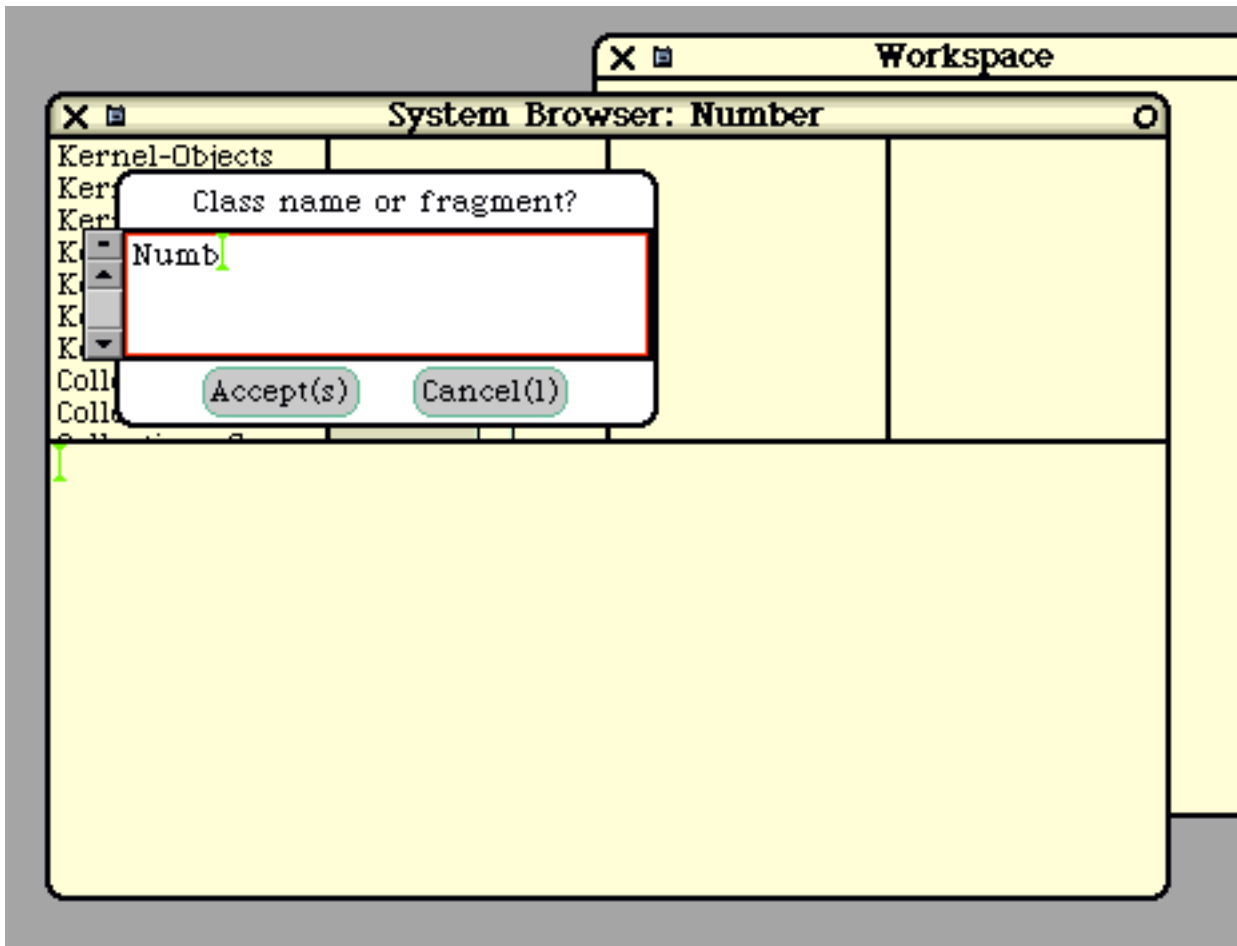 Workspace
System Browser: Number
Kernel-Objects
Class name or fragment?
Numb
Accept(s) Cancel(l)